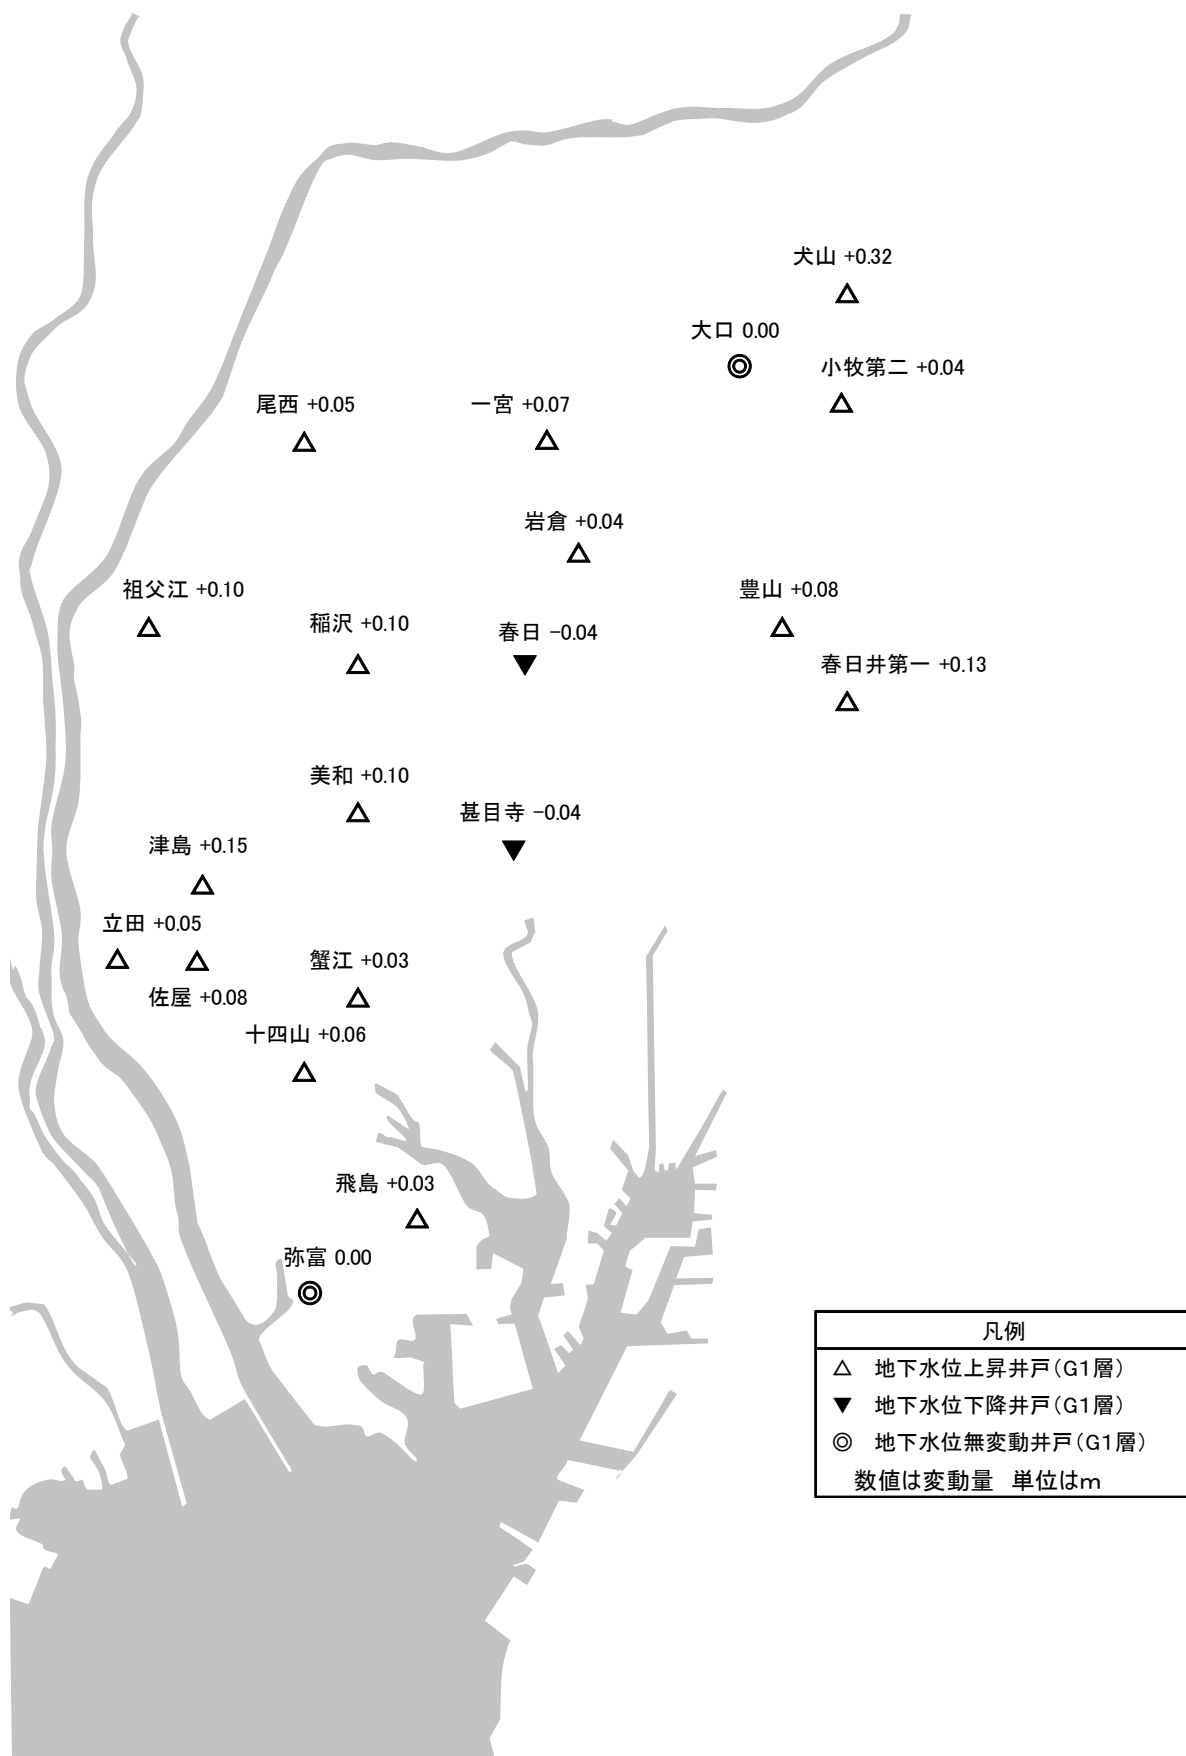 犬山 +0.32
大口 0.00
小牧第二 +0.04
尾西 +0.05
一宮 +0.07
岩倉 +0.04
祖父江 +0.10
豊山 +0.08
稲沢 +0.10
春日 −0.04
春日井第一 +0.13
美和 +0.10
甚目寺 −0.04
津島 +0.15
立田 +0.05
蟹江 +0.03
佐屋 +0.08
十四山 +0.06
飛島 +0.03
弥富 0.00
凡例
△ 地下水位上昇井戸(G1層)
▼ 地下水位下降井戸(G1層)
◎ 地下水位無変動井戸(G1層)
数値は変動量 単位はm